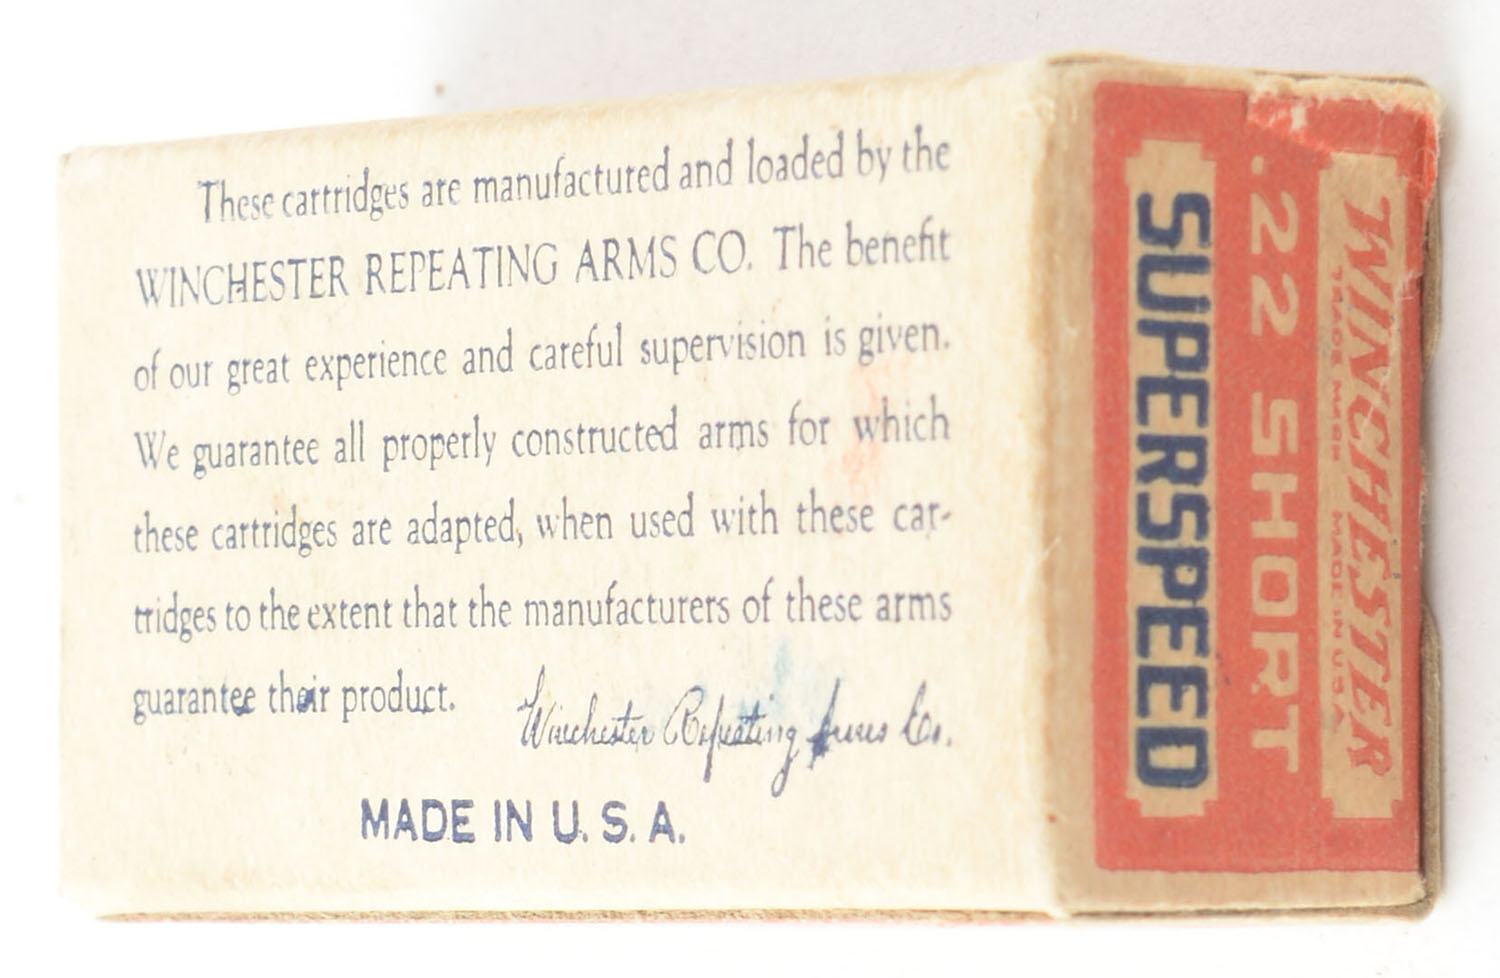 These cartridges are manufactured and loaded by the
WINCHESTER REPEATING ARMS CO. The benefit
of our great experience and careful supervision is given.
We guarantee all properly constructed arms for which
these cartridges are adapted, when used with these car-
tridges to the extent that the manufacturers of these arms
guarantee their product.
Winchester Repeating Arms Co.
MADE IN U. S. A.
WINCHESTER
TRADE MARK MADE IN U.S.A.
.22 SHORT
SUPERSPEED